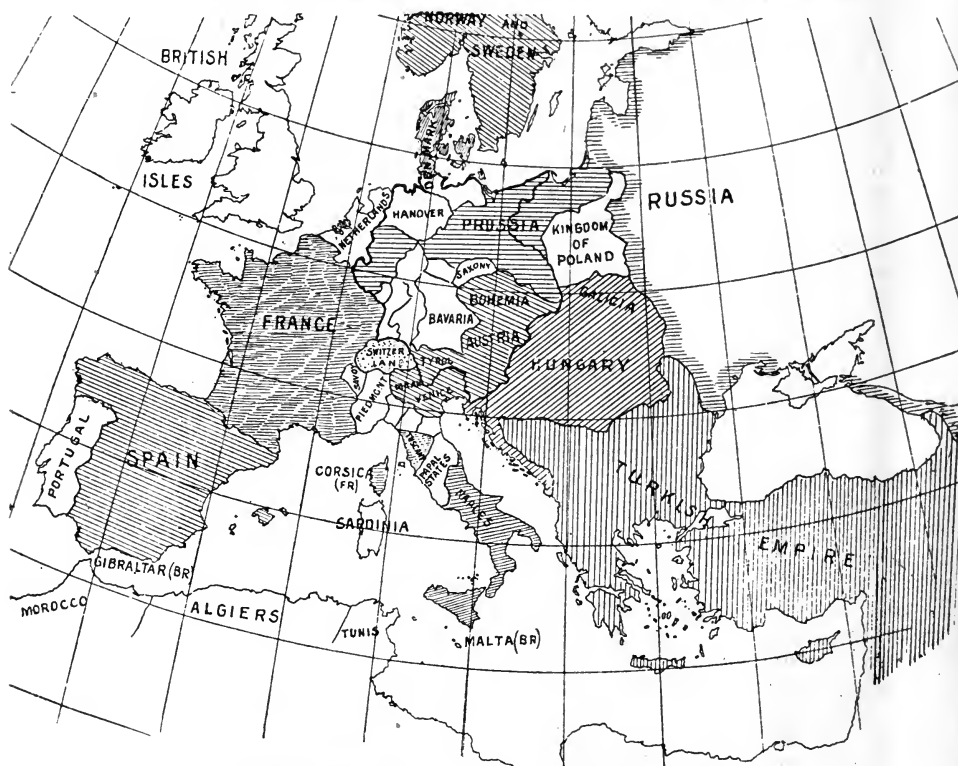 NORWAY AND
SWEDEN
BRITISH
ISLES
DENMARK
NETHERLANDS
HANOVER
PRUSSIA
KINGDOM
OF
POLAND
RUSSIA
SAXONY
BOHEMIA
GALICIA
FRANCE
BAVARIA
AUSTRIA
HUNGARY
SWITZER
LAN
TYROL
SAVOY
PIEDMONT
VENICE
PORTUGAL
SPAIN
CORSICA
(FR)
PAPAL
STATES
NAPLES
SARDINIA
TURKISH
EMPIRE
GIBRALTAR (BR)
MOROCCO
ALGIERS
TUNIS
MALTA (BR)